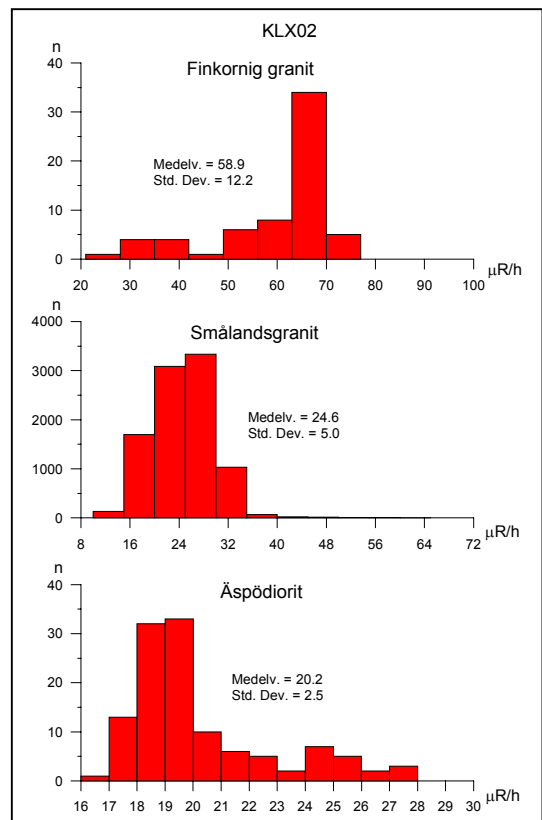 KLX02
n
Finkornig granit
40
30
20
10
0
Medelv. = 58.9
Std. Dev. = 12.2
20 30 40 50 60 70 80 90 100
μR/h
n
Smålandsgranit
4000
3000
2000
1000
0
Medelv. = 24.6
Std. Dev. = 5.0
8 16 24 32 40 48 56 64 72
μR/h
n
Äspödiorit
40
30
20
10
0
Medelv. = 20.2
Std. Dev. = 2.5
16 17 18 19 20 21 22 23 24 25 26 27 28 29 30
μR/h